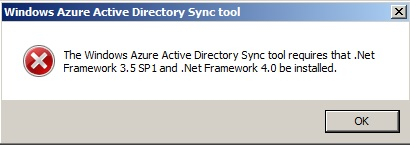 Windows Azure Active Directory Sync tool
The Windows Azure Active Directory Sync tool requires that .Net
Framework 3.5 SP1 and .Net Framework 4.0 be installed.
OK